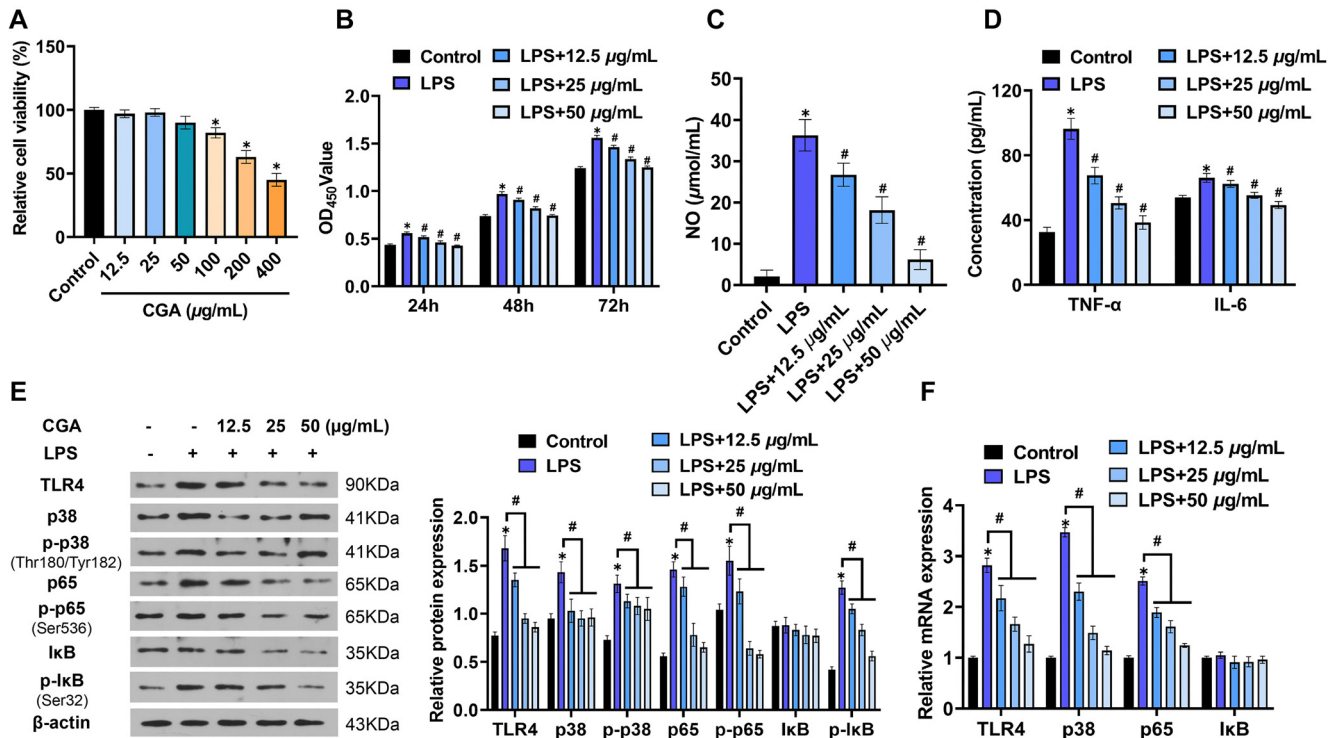 A
Relative cell viability (%)
150
100
50
0
*
*
*
Control
12.5
25
50
100
200
400
CGA (µg/mL)
B
Control
LPS
LPS+12.5 µg/mL
LPS+25 µg/mL
LPS+50 µg/mL
OD450Value
2.0
1.5
1.0
0.5
0.0
* # # #
* # # #
* # # #
24h
48h
72h
C
NO (µmol/mL)
50
40
30
20
10
0
*
#
#
#
Control
LPS
LPS+12.5 µg/mL
LPS+25 µg/mL
LPS+50 µg/mL
D
Control
LPS
LPS+12.5 µg/mL
LPS+25 µg/mL
LPS+50 µg/mL
Concentration (pg/mL)
120
90
60
30
0
* # # #
* # # #
TNF-α
IL-6
E
CGA - - 12.5 25 50 (µg/mL)
LPS - + + + +
TLR4 90KDa
p38 41KDa
p-p38 41KDa
(Thr180/Tyr182)
p65 65KDa
p-p65 65KDa
(Ser536)
IκB 35KDa
p-IκB 35KDa
(Ser32)
β-actin 43KDa
Control
LPS
LPS+12.5 µg/mL
LPS+25 µg/mL
LPS+50 µg/mL
Relative protein expression
2.0
1.5
1.0
0.5
0.0
* #
* #
* #
* #
* #
* #
TLR4
p38
p-p38
p65
p-p65
IκB
p-IκB
F
Control
LPS
LPS+12.5 µg/mL
LPS+25 µg/mL
LPS+50 µg/mL
Relative mRNA expression
5
4
3
2
1
0
* #
* #
* #
TLR4
p38
p65
IκB